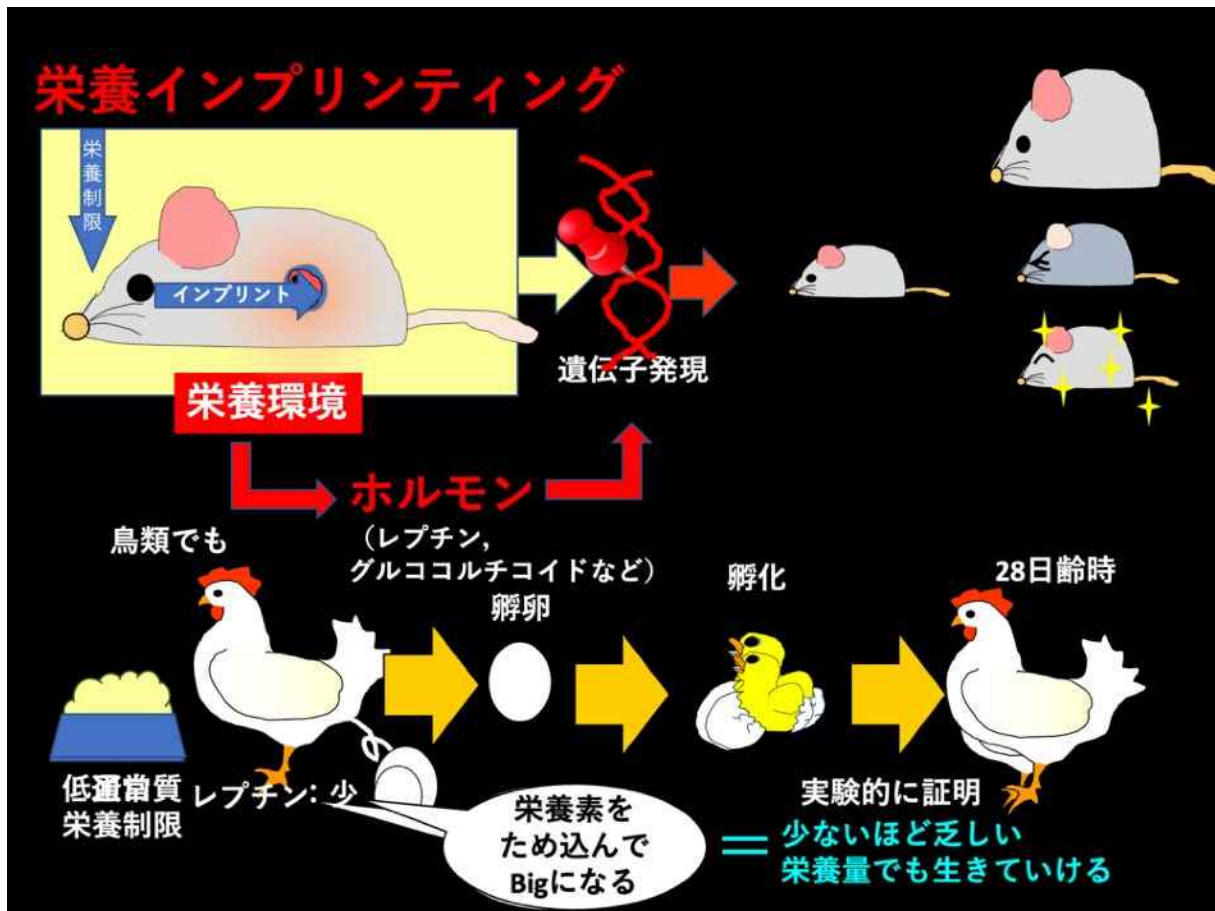 栄養インプリンティング
栄養制限
インプリント
栄養環境
遺伝子発現
ホルモン
(レプチン,
グルココルチコイドなど)
鳥類でも
孵卵
孵化
28日齢時
栄養制限
レプチン: 少
栄養素を
ため込んで
Bigになる
実験的に証明
=
少ないほど乏しい
栄養量でも生きていける